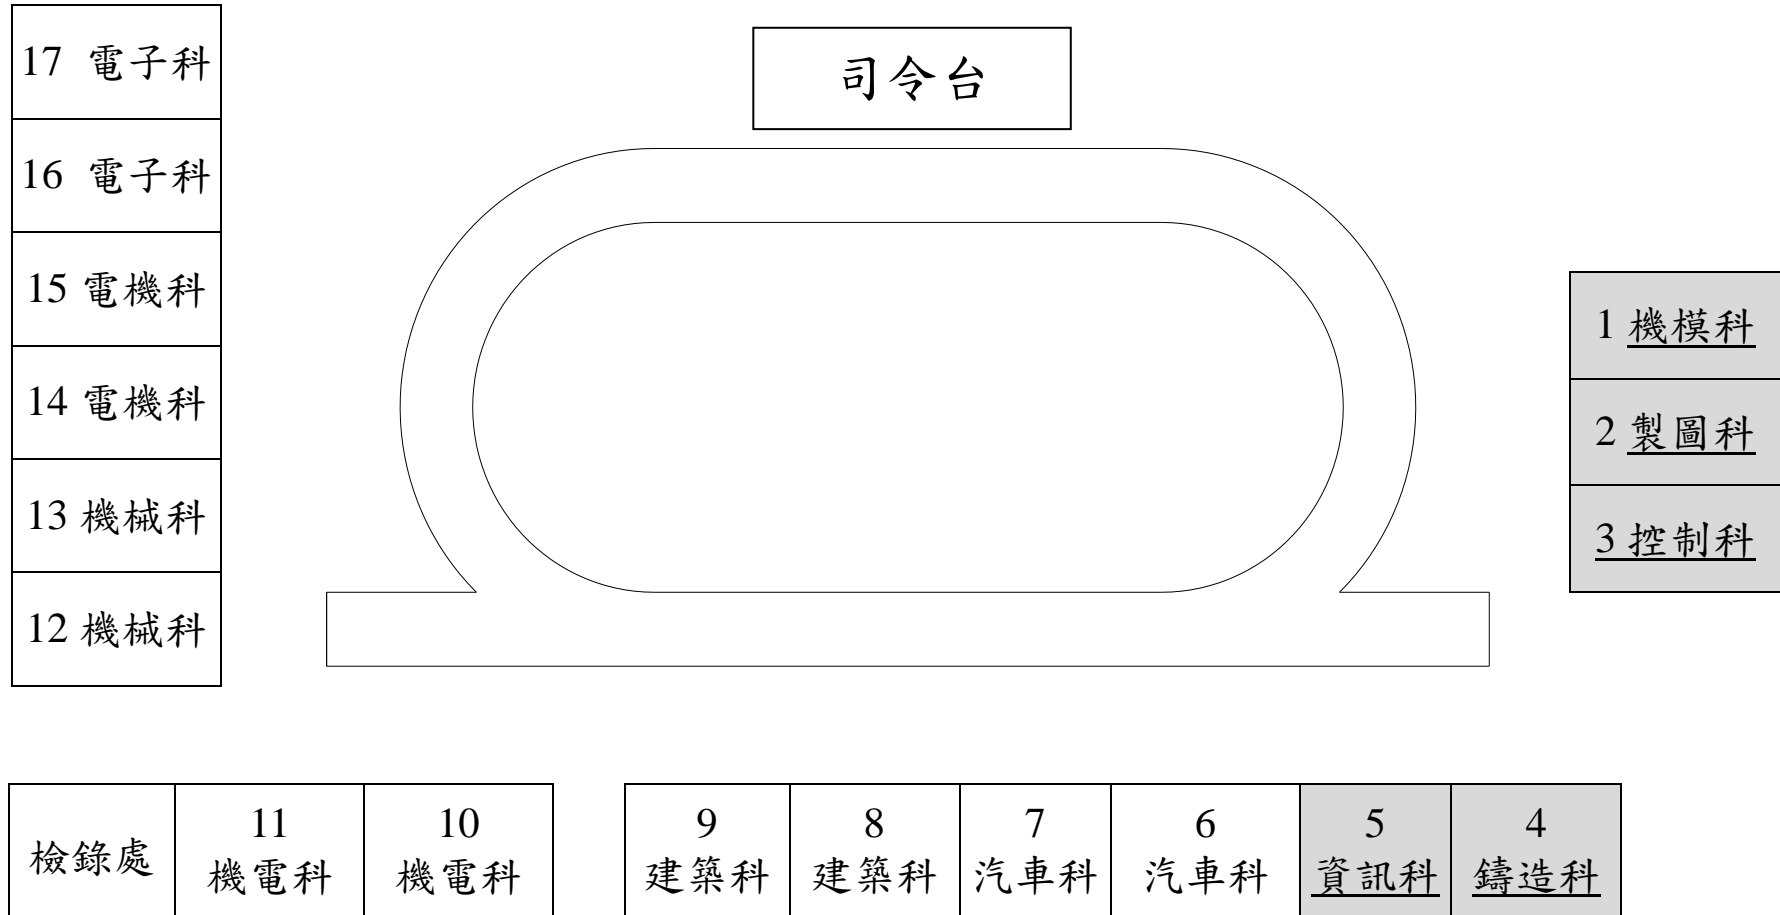 17 電子科
司令台
16 電子科
15 電機科
1 機模科
14 電機科
2 製圖科
13 機械科
3 控制科
12 機械科
檢錄處
11
機電科
10
機電科
9
建築科
8
建築科
7
汽車科
6
汽車科
5
資訊科
4
鑄造科